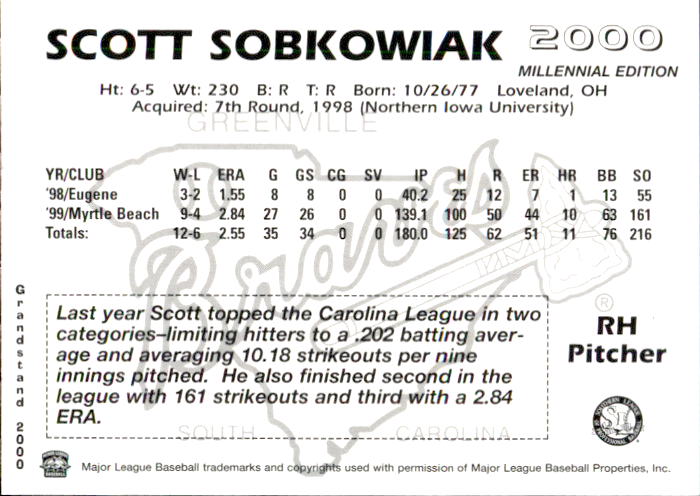 SCOTT SOBKOWIAK 2000
MILLENNIAL EDITION
Ht: 6-5 Wt: 230 B: R T: R Born: 10/26/77 Loveland, OH
Acquired: 7th Round, 1998 (Northern Iowa University)
GREENVILLE
Braves
YR/CLUB W-L ERA G GS CG SV IP H R ER HR BB SO
'98/Eugene 3-2 1.55 8 8 0 0 40.2 25 12 7 1 13 55
'99/Myrtle Beach 9-4 2.84 27 26 0 0 139.1 100 50 44 10 63 161
Totals: 12-6 2.55 35 34 0 0 180.0 125 62 51 11 76 216
Last year Scott topped the Carolina League in two
categories–limiting hitters to a .202 batting aver-
age and averaging 10.18 strikeouts per nine
innings pitched. He also finished second in the
league with 161 strikeouts and third with a 2.84
ERA.
®
RH
Pitcher
SOUTH CAROLINA
Grandstand 2000
SOUTHERN LEAGUE
SL
Major League Baseball trademarks and copyrights used with permission of Major League Baseball Properties, Inc.